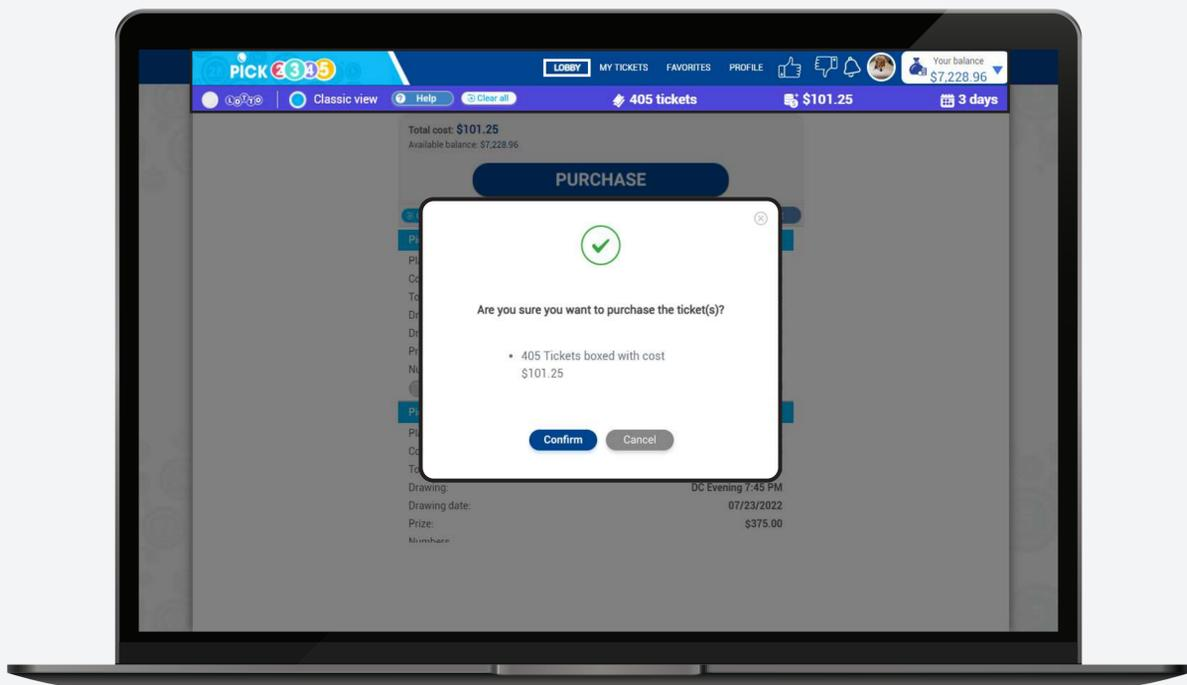 PiCK 2345
LOBBY MY TICKETS FAVORITES PROFILE
Your balance
$7,228.96
LOTTO Classic view Help Clear all 405 tickets $101.25 3 days
Total cost: $101.25
Available balance: $7,228.96
PURCHASE
Are you sure you want to purchase the ticket(s)?
• 405 Tickets boxed with cost
$101.25
Confirm Cancel
Drawing: DC Evening 7:45 PM
Drawing date: 07/23/2022
Prize: $375.00
Numbers